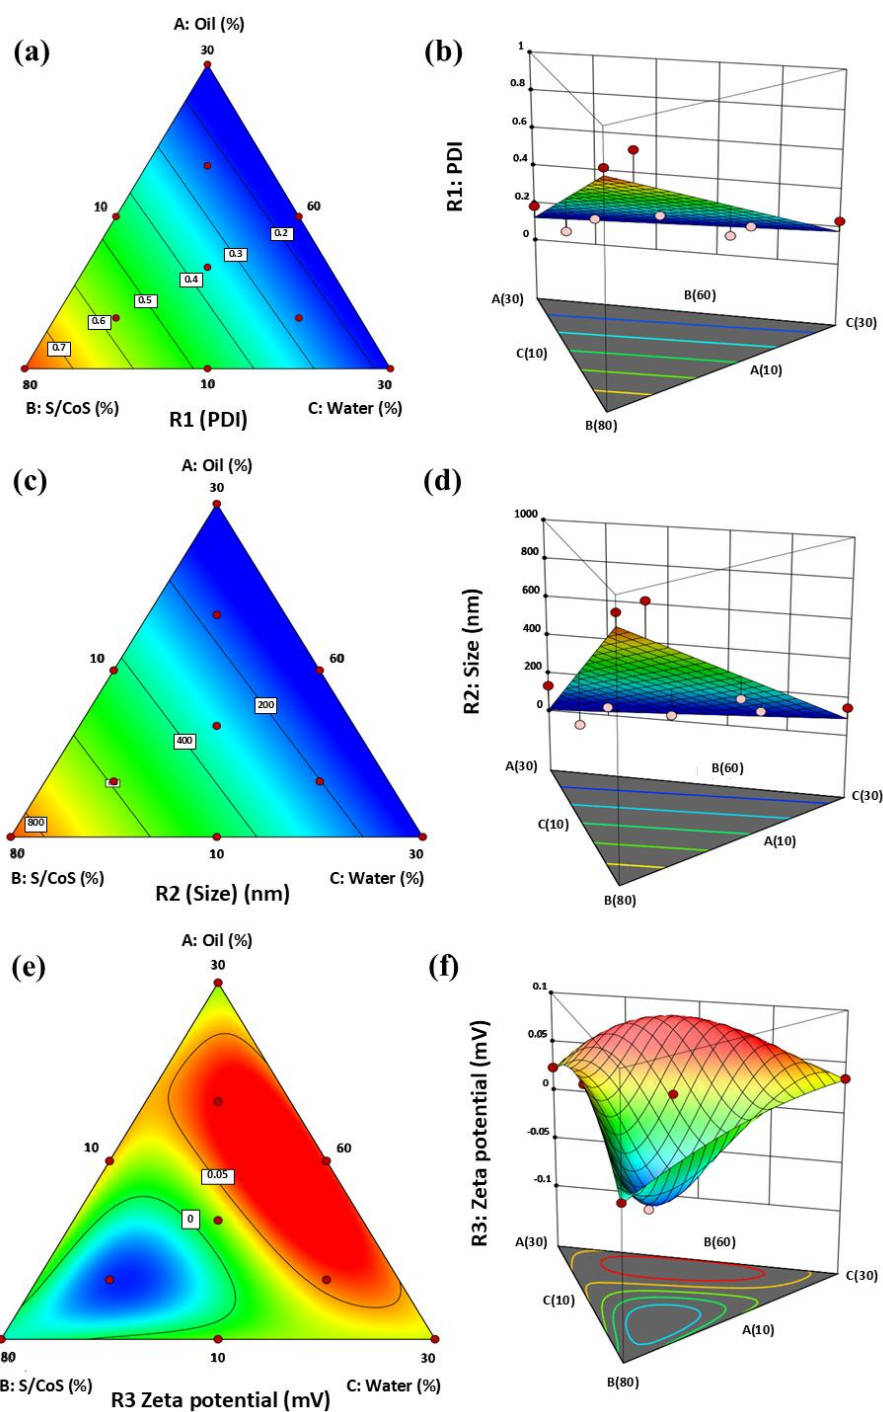 A: Oil (%)
(a)
30
10
60
0.2
0.3
0.4
0.5
0.6
0.7
80
10
30
B: S/CoS (%)
C: Water (%)
R1 (PDI)
(b)
1
0.8
0.6
0.4
0.2
0
R1: PDI
A(30)
B(60)
C(30)
C(10)
A(10)
B(80)
A: Oil (%)
(c)
30
10
60
200
400
800
80
10
30
B: S/CoS (%)
C: Water (%)
R2 (Size) (nm)
(d)
1000
800
600
400
200
0
R2: Size (nm)
A(30)
B(60)
C(30)
C(10)
A(10)
B(80)
A: Oil (%)
(e)
30
10
60
0.05
0
80
10
30
B: S/CoS (%)
C: Water (%)
R3 Zeta potential (mV)
(f)
0.1
0.05
0
-0.05
-0.1
R3: Zeta potential (mV)
A(30)
B(60)
C(30)
C(10)
A(10)
B(80)